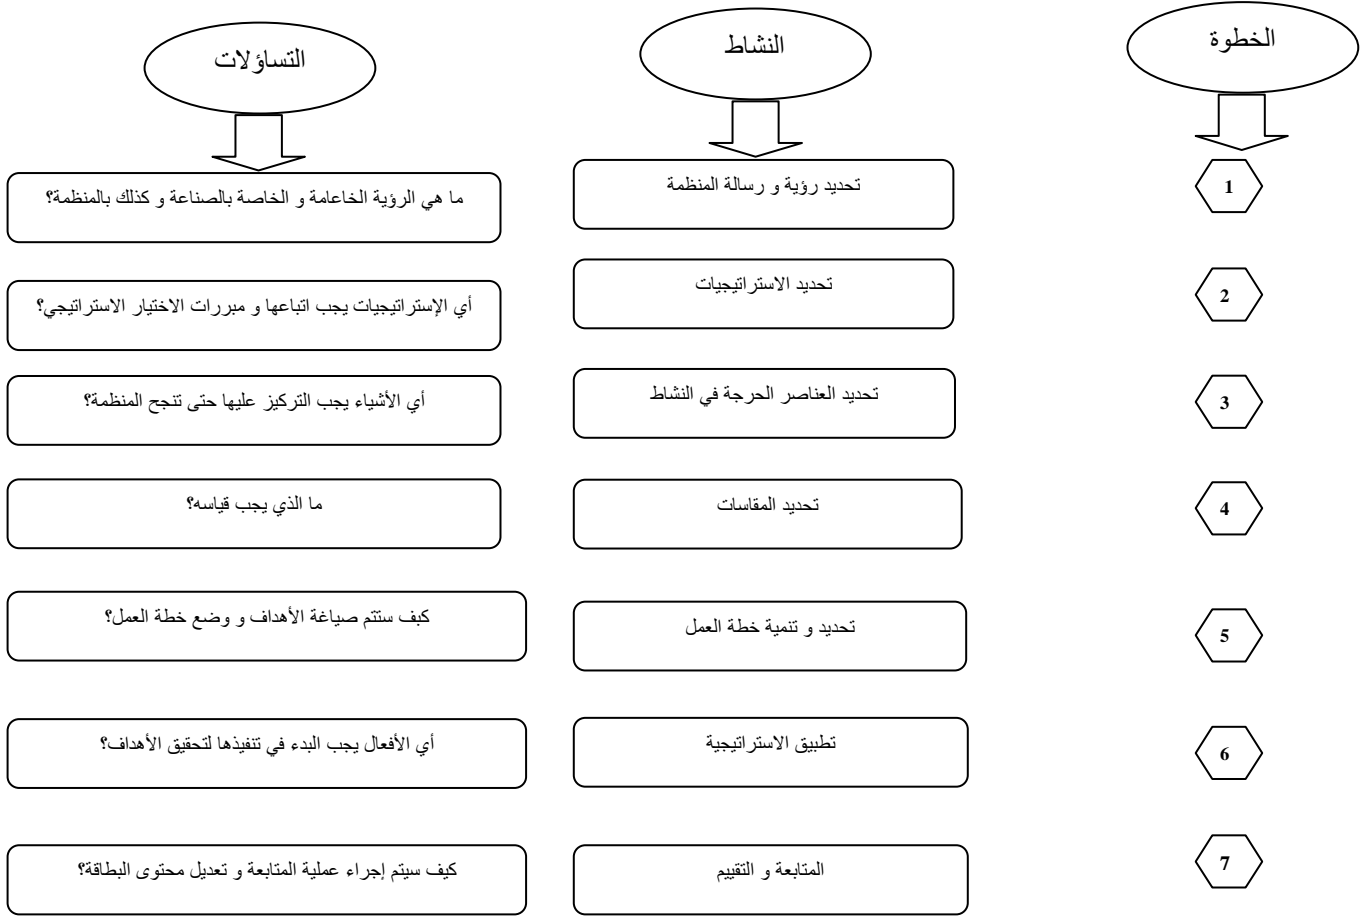 الخطوة
النشاط
التساؤلات
1
تحديد رؤية و رسالة المنظمة
ما هي الرؤية الخاعامة و الخاصة بالصناعة و كذلك بالمنظمة؟
2
تحديد الاستراتيجيات
أي الإستراتيجيات يجب اتباعها و مبررات الاختيار الاستراتيجي؟
3
تحديد العناصر الحرجة في النشاط
أي الأشياء يجب التركيز عليها حتى تنجح المنظمة؟
4
تحديد المقاسات
ما الذي يجب قياسه؟
5
تحديد و تنمية خطة العمل
كبف ستتم صياغة الأهداف و وضع خطة العمل؟
6
تطبيق الاستراتيجية
أي الأفعال يجب البدء في تنفيذها لتحقيق الأهداف؟
7
المتابعة و التقييم
كيف سيتم إجراء عملية المتابعة و تعديل محتوى البطاقة؟